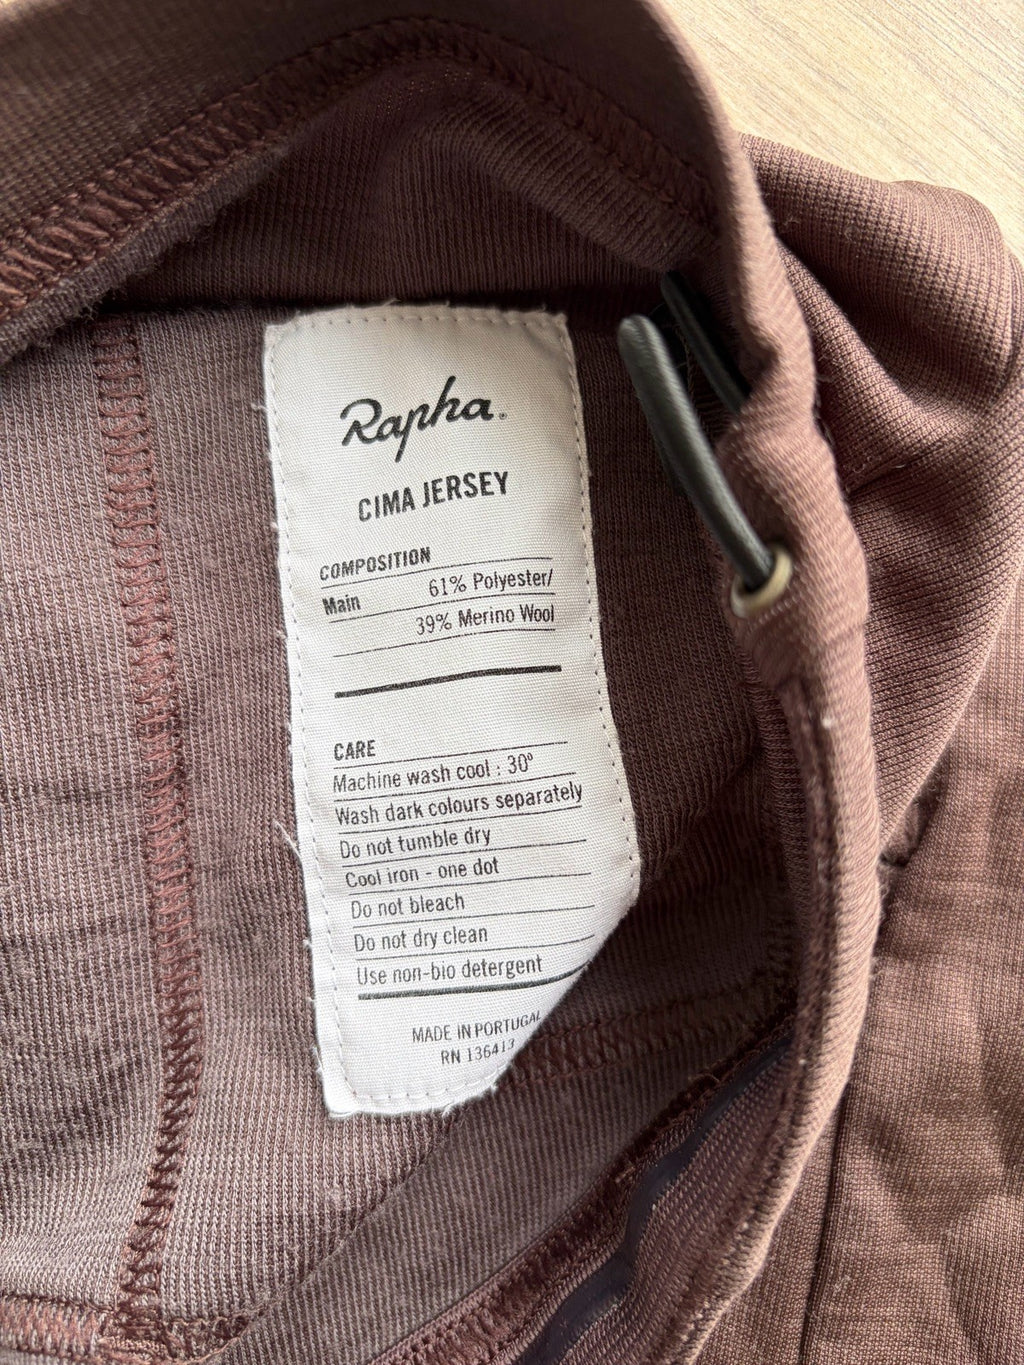 Rapha.
CIMA JERSEY
COMPOSITION
Main 61% Polyester/
39% Merino Wool
CARE
Machine wash cool : 30°
Wash dark colours separately
Do not tumble dry
Cool iron - one dot
Do not bleach
Do not dry clean
Use non-bio detergent
MADE IN PORTUGAL
RN 136413